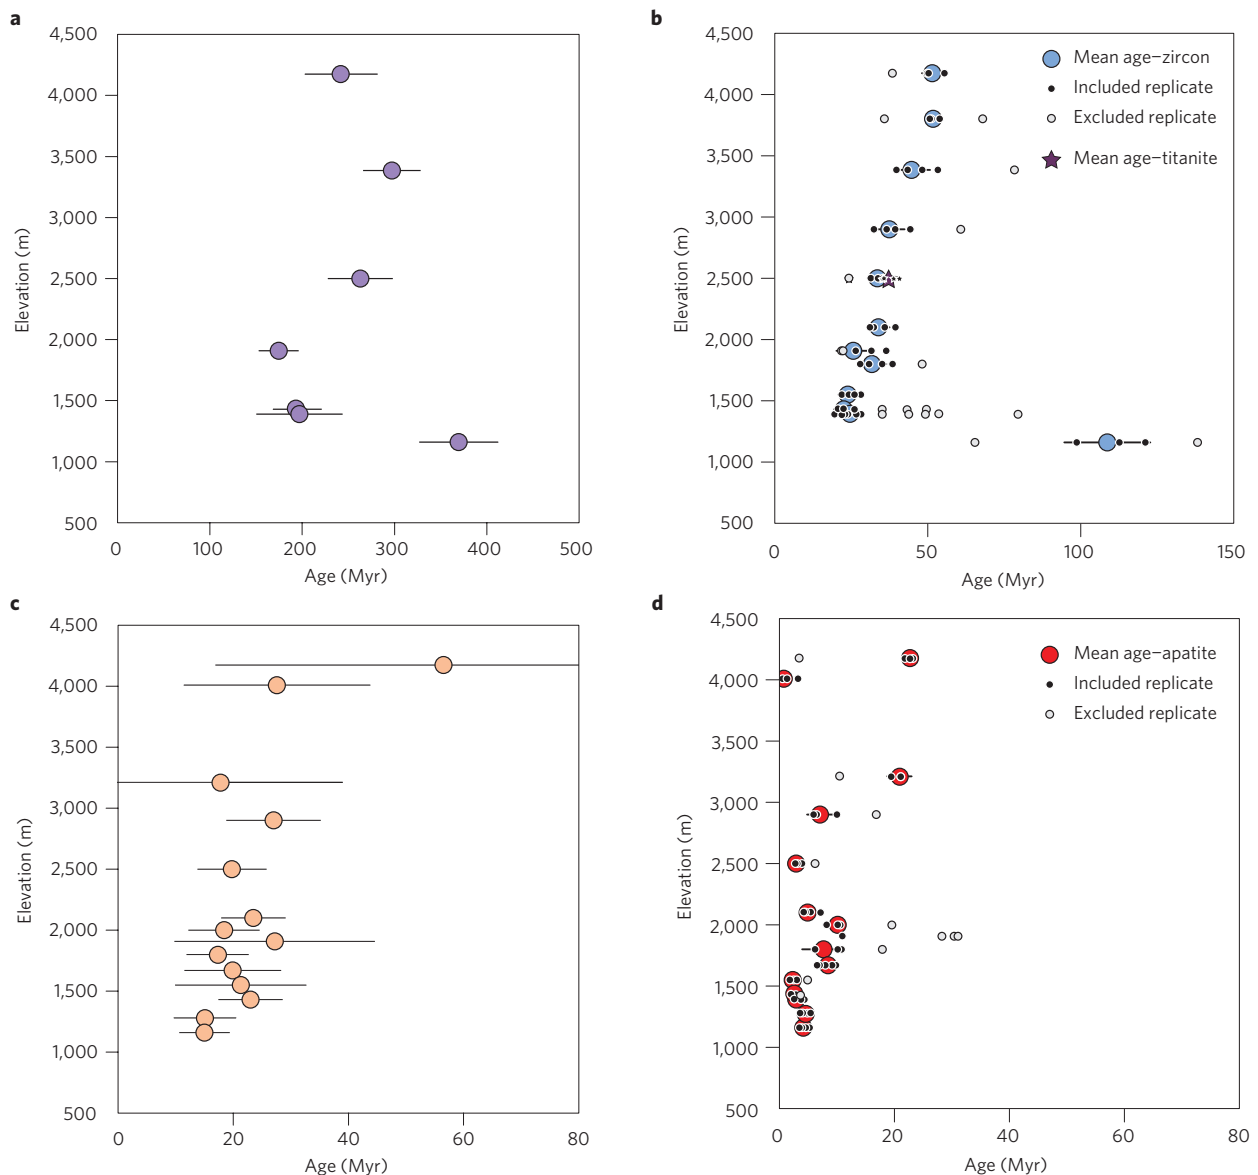 a
4,500
4,000
3,500
3,000
2,500
2,000
1,500
1,000
500
Elevation (m)
0 100 200 300 400 500
Age (Myr)
b
4,500
4,000
3,500
3,000
2,500
2,000
1,500
1,000
500
Elevation (m)
Mean age–zircon
Included replicate
Excluded replicate
Mean age–titanite
0 50 100 150
Age (Myr)
c
4,500
4,000
3,500
3,000
2,500
2,000
1,500
1,000
500
Elevation (m)
0 20 40 60 80
Age (Myr)
d
4,500
4,000
3,500
3,000
2,500
2,000
1,500
1,000
500
Elevation (m)
Mean age–apatite
Included replicate
Excluded replicate
0 20 40 60 80
Age (Myr)